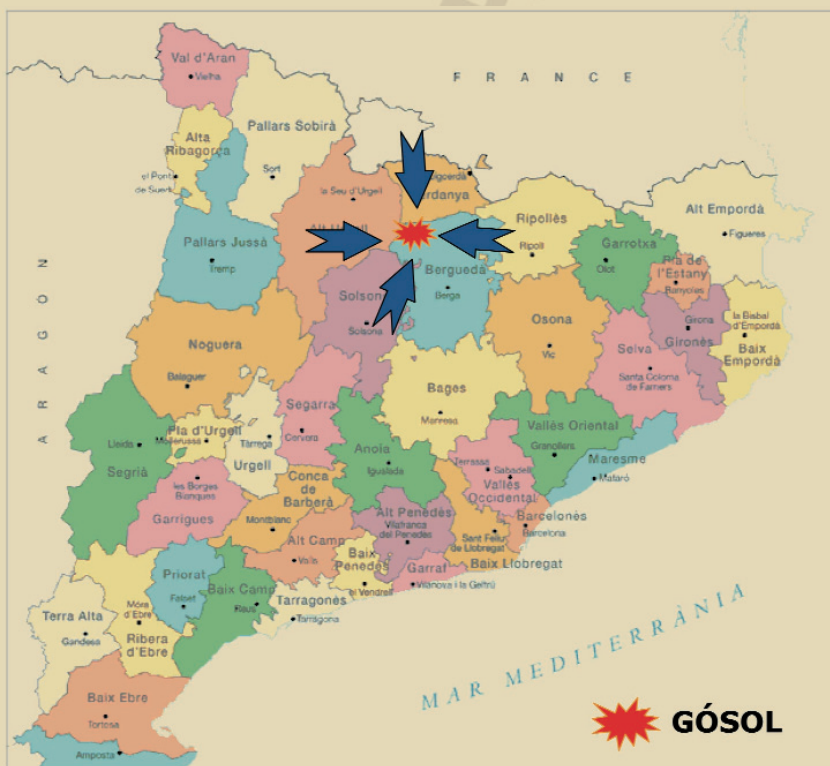 Val d'Aran
Vielha
FRANCE
Pallars Sobirà
Sort
Alta
Ribagorça
el Pont
de Suert
la Seu d'Urgell
Alt Urgell
Pallars Jussà
Tremp
Ripollès
Ripoll
Garrotxa
Olot
Alt Empordà
Figueres
Pla de
l'Estany
Banyoles
Berguedà
Berga
Solsona
Osona
Vic
Girona
Gironès
la Bisbal
d'Empordà
Baix
Empordà
Selva
Santa Coloma
de Farners
ARAGON
Noguera
Balaguer
Bages
Manresa
Segarra
Cervera
Pla d'Urgell
Mollerussa
Tàrrega
Urgell
Lleida
Segrià
Anoia
Igualada
Vallès Oriental
Granollers
Terrassa
Sabadell
Vallès
Occidental
Maresme
Mataró
les Borges
Blanques
Garrigues
Conca
de
Barberà
Montblanc
Alt Penedès
Vilafranca
del Penedès
Sant Feliu
de Llobregat
Barcelonès
Barcelona
Baix Llobregat
Alt Camp
Valls
Baix
Penedès
el Vendrell
Garraf
Vilanova i la Geltrú
Priorat
Falset
Baix Camp
Reus
Tarragonès
Tarragona
Terra Alta
Gandesa
Móra
d'Ebre
Ribera
d'Ebre
MAR MEDITERRÀNIA
Baix Ebre
Tortosa
Amposta
GÓSOL